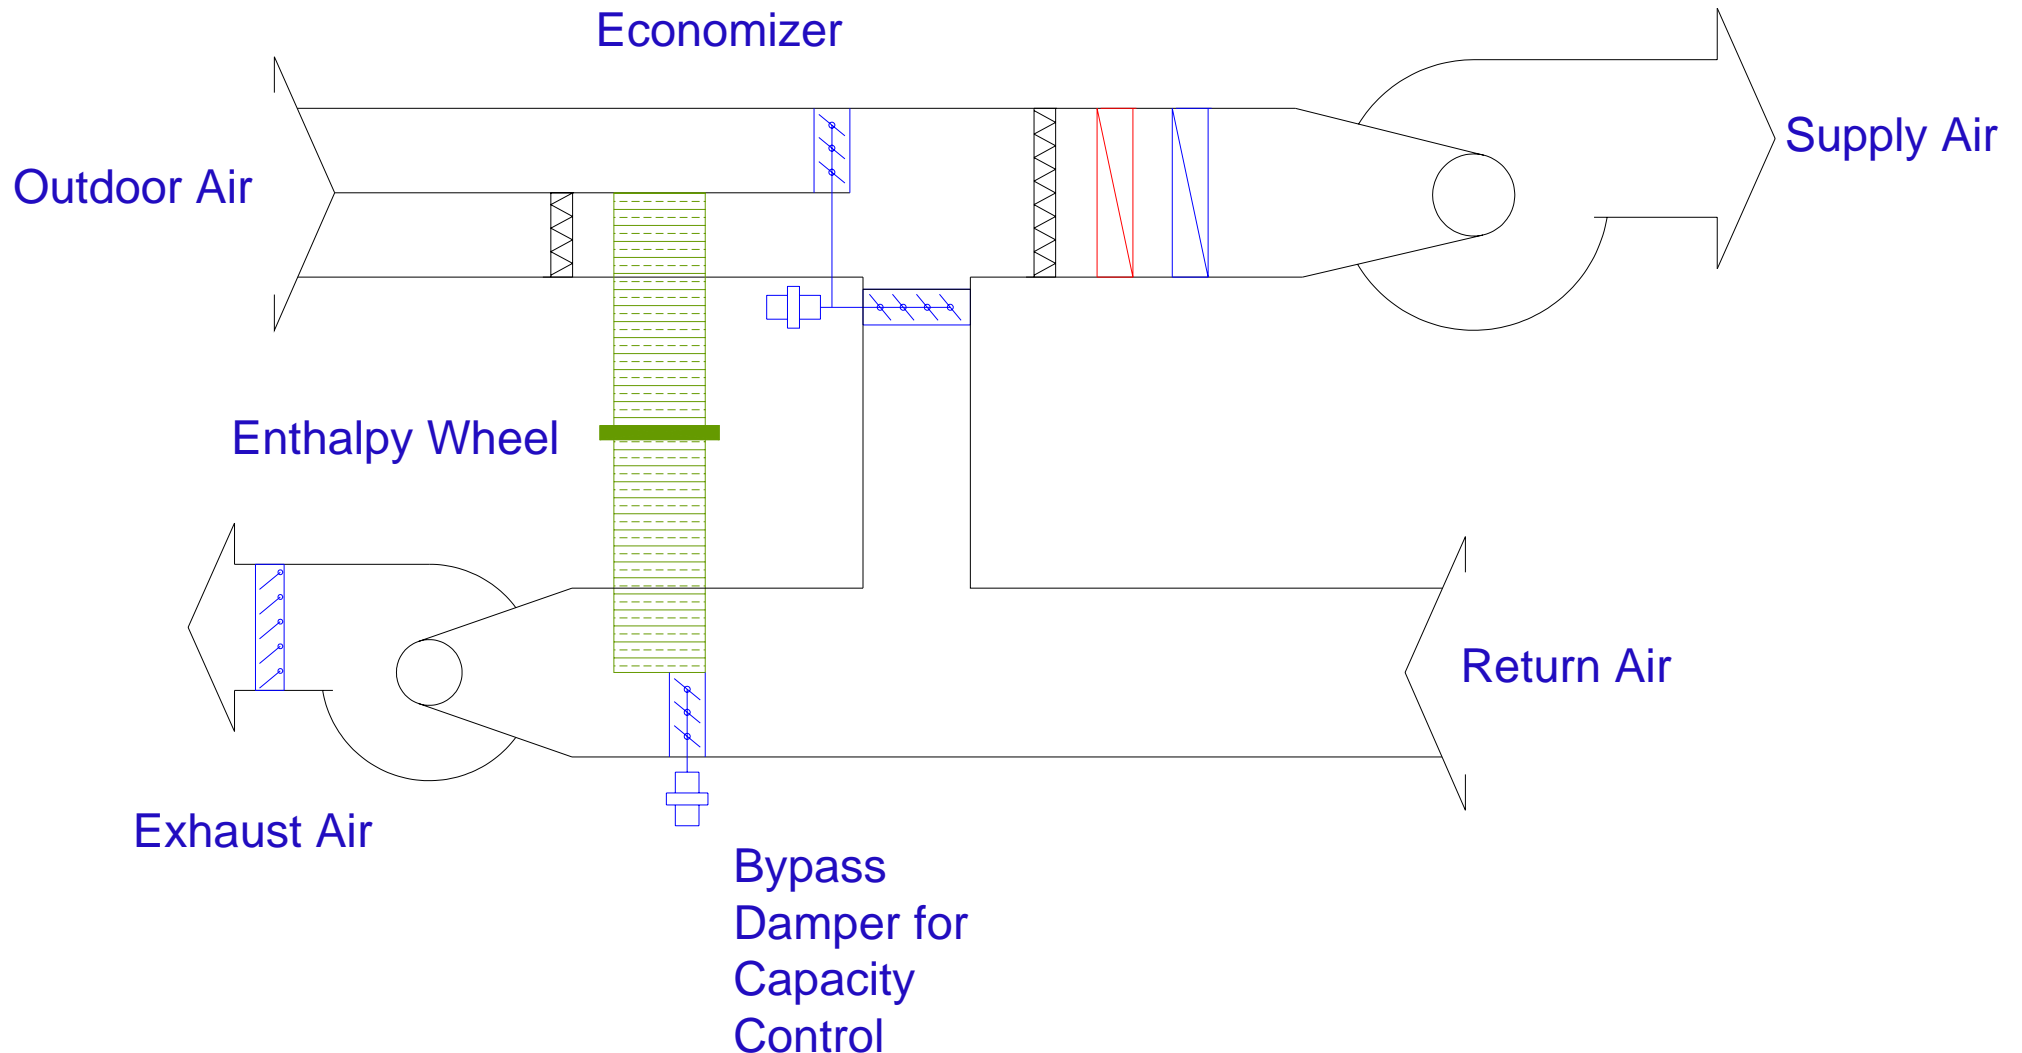 Economizer
Supply Air
Outdoor Air
Enthalpy Wheel
Return Air
Exhaust Air
Bypass
Damper for
Capacity
Control